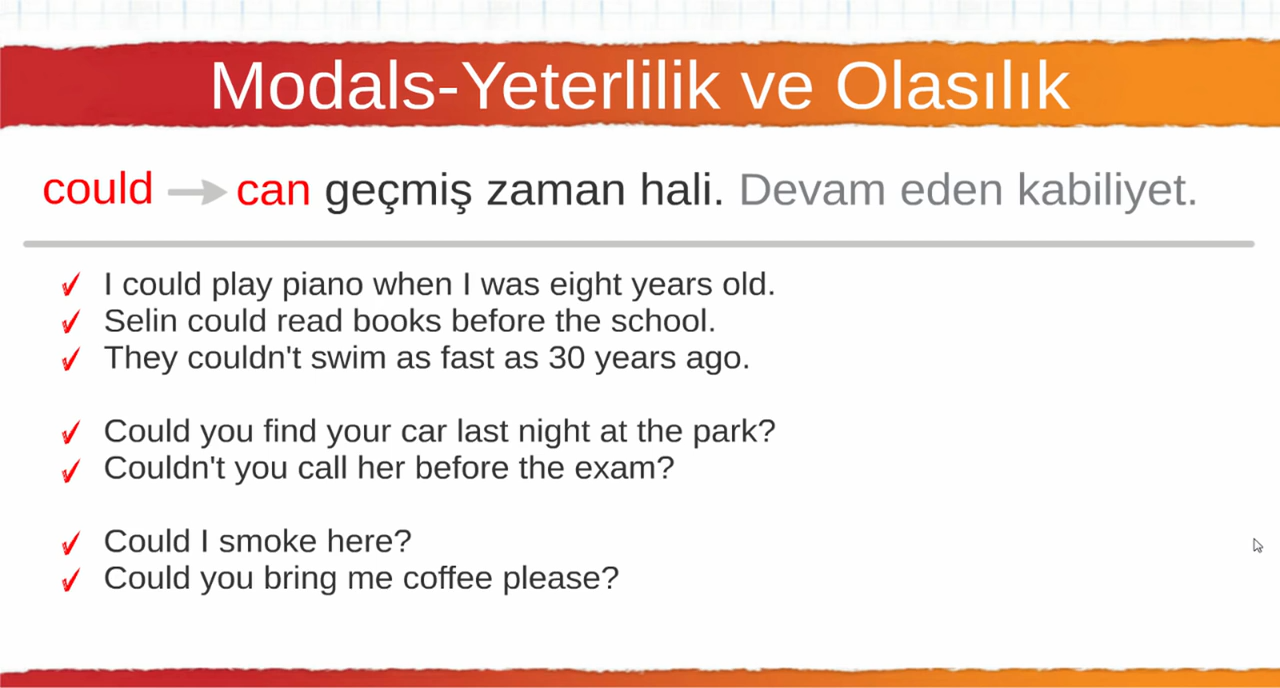 Modals-Yeterlilik ve Olasılık
could can geçmiş zaman hali. Devam eden kabiliyet.
I could play piano when I was eight years old.
Selin could read books before the school.
They couldn't swim as fast as 30 years ago.
Could you find your car last night at the park?
Couldn't you call her before the exam?
Could I smoke here?
Could you bring me coffee please?